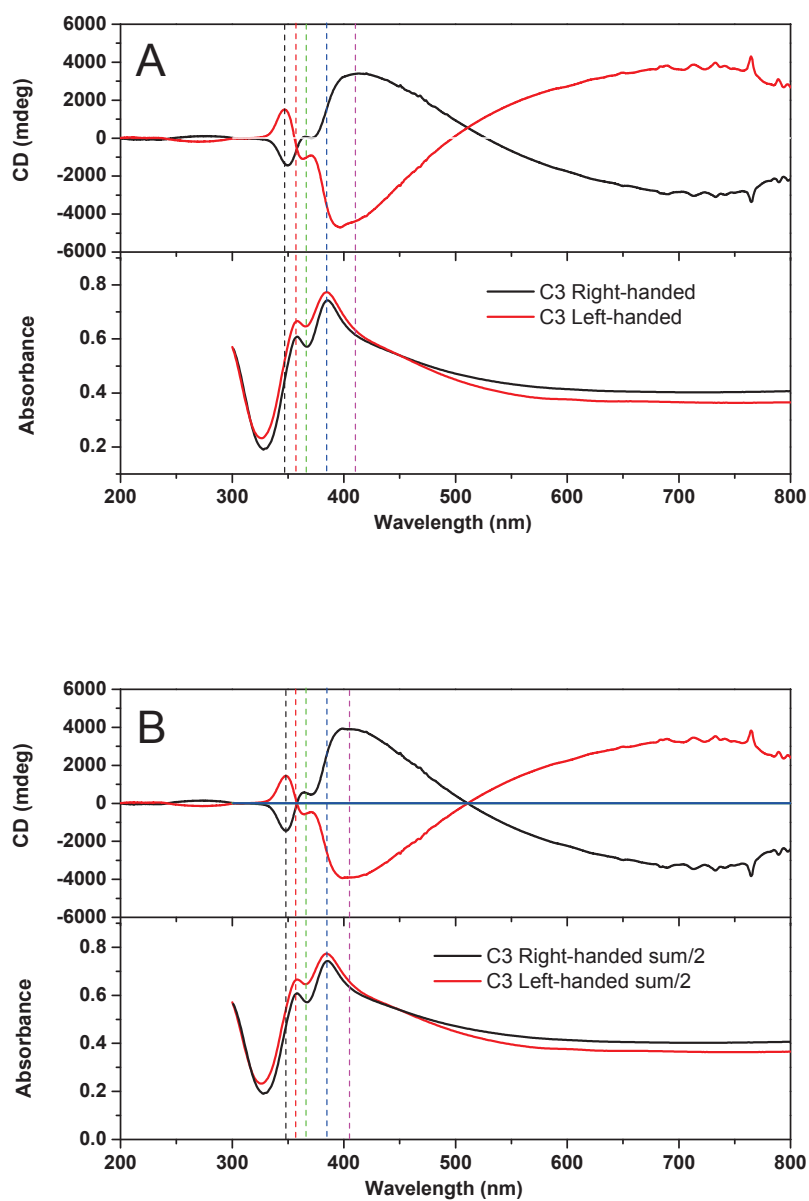 A
6000
4000
2000
0
-2000
-4000
-6000
CD (mdeg)
0.8
0.6
0.4
0.2
Absorbance
C3 Right-handed
C3 Left-handed
200 300 400 500 600 700 800
Wavelength (nm)
B
6000
4000
2000
0
-2000
-4000
-6000
CD (mdeg)
0.8
0.6
0.4
0.2
0.0
Absorbance
C3 Right-handed sum/2
C3 Left-handed sum/2
200 300 400 500 600 700 800
Wavelength (nm)